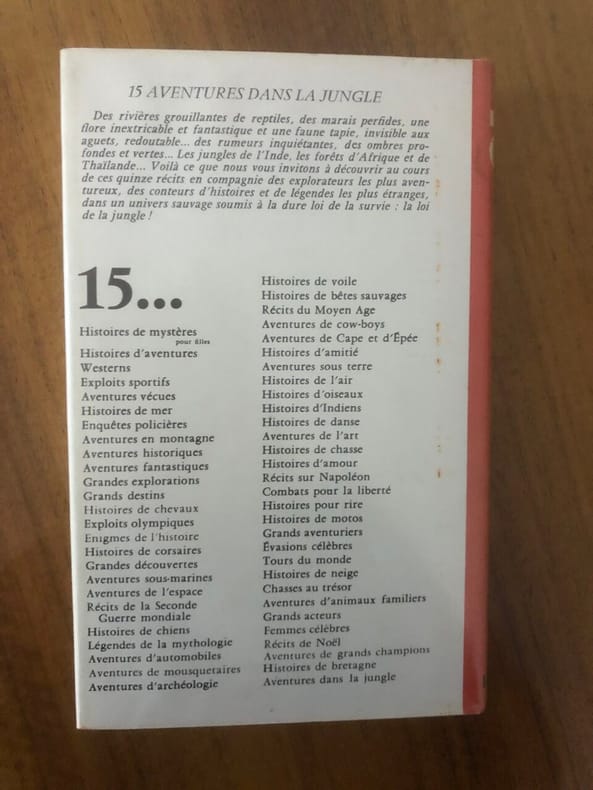 15 AVENTURES DANS LA JUNGLE
Des rivières grouillantes de reptiles, des marais perfides, une
flore inextricable et fantastique et une faune tapie, invisible aux
aguets, redoutable... des rumeurs inquiétantes, des ombres pro-
fondes et vertes... Les jungles de l'Inde, les forêts d'Afrique et de
Thaïlande... Voilà ce que nous vous invitons à découvrir au cours
de ces quinze récits en compagnie des explorateurs les plus aven-
tureux, des conteurs d'histoires et de légendes les plus étranges,
dans un univers sauvage soumis à la dure loi de la survie : la loi
de la jungle !
15...
Histoires de mystères
pour filles
Histoires d'aventures
Westerns
Exploits sportifs
Aventures vécues
Histoires de mer
Enquêtes policières
Aventures en montagne
Aventures historiques
Aventures fantastiques
Grandes explorations
Grands destins
Histoires de chevaux
Exploits olympiques
Enigmes de l'histoire
Histoires de corsaires
Grandes découvertes
Aventures sous-marines
Aventures de l'espace
Récits de la Seconde
Guerre mondiale
Histoires de chiens
Légendes de la mythologie
Aventures d'automobiles
Aventures de mousquetaires
Aventures d'archéologie
Histoires de voile
Histoires de bêtes sauvages
Récits du Moyen Age
Aventures de cow-boys
Aventures de Cape et d'Épée
Histoires d'amitié
Aventures sous terre
Histoires de l'air
Histoires d'oiseaux
Histoires d'Indiens
Histoires de danse
Aventures de l'art
Histoires de chasse
Histoires d'amour
Récits sur Napoléon
Combats pour la liberté
Histoires pour rire
Histoires de motos
Grands aventuriers
Évasions célèbres
Tours du monde
Histoires de neige
Chasses au trésor
Aventures d'animaux familiers
Grands acteurs
Femmes célèbres
Récits de Noël
Aventures de grands champions
Histoires de bretagne
Aventures dans la jungle